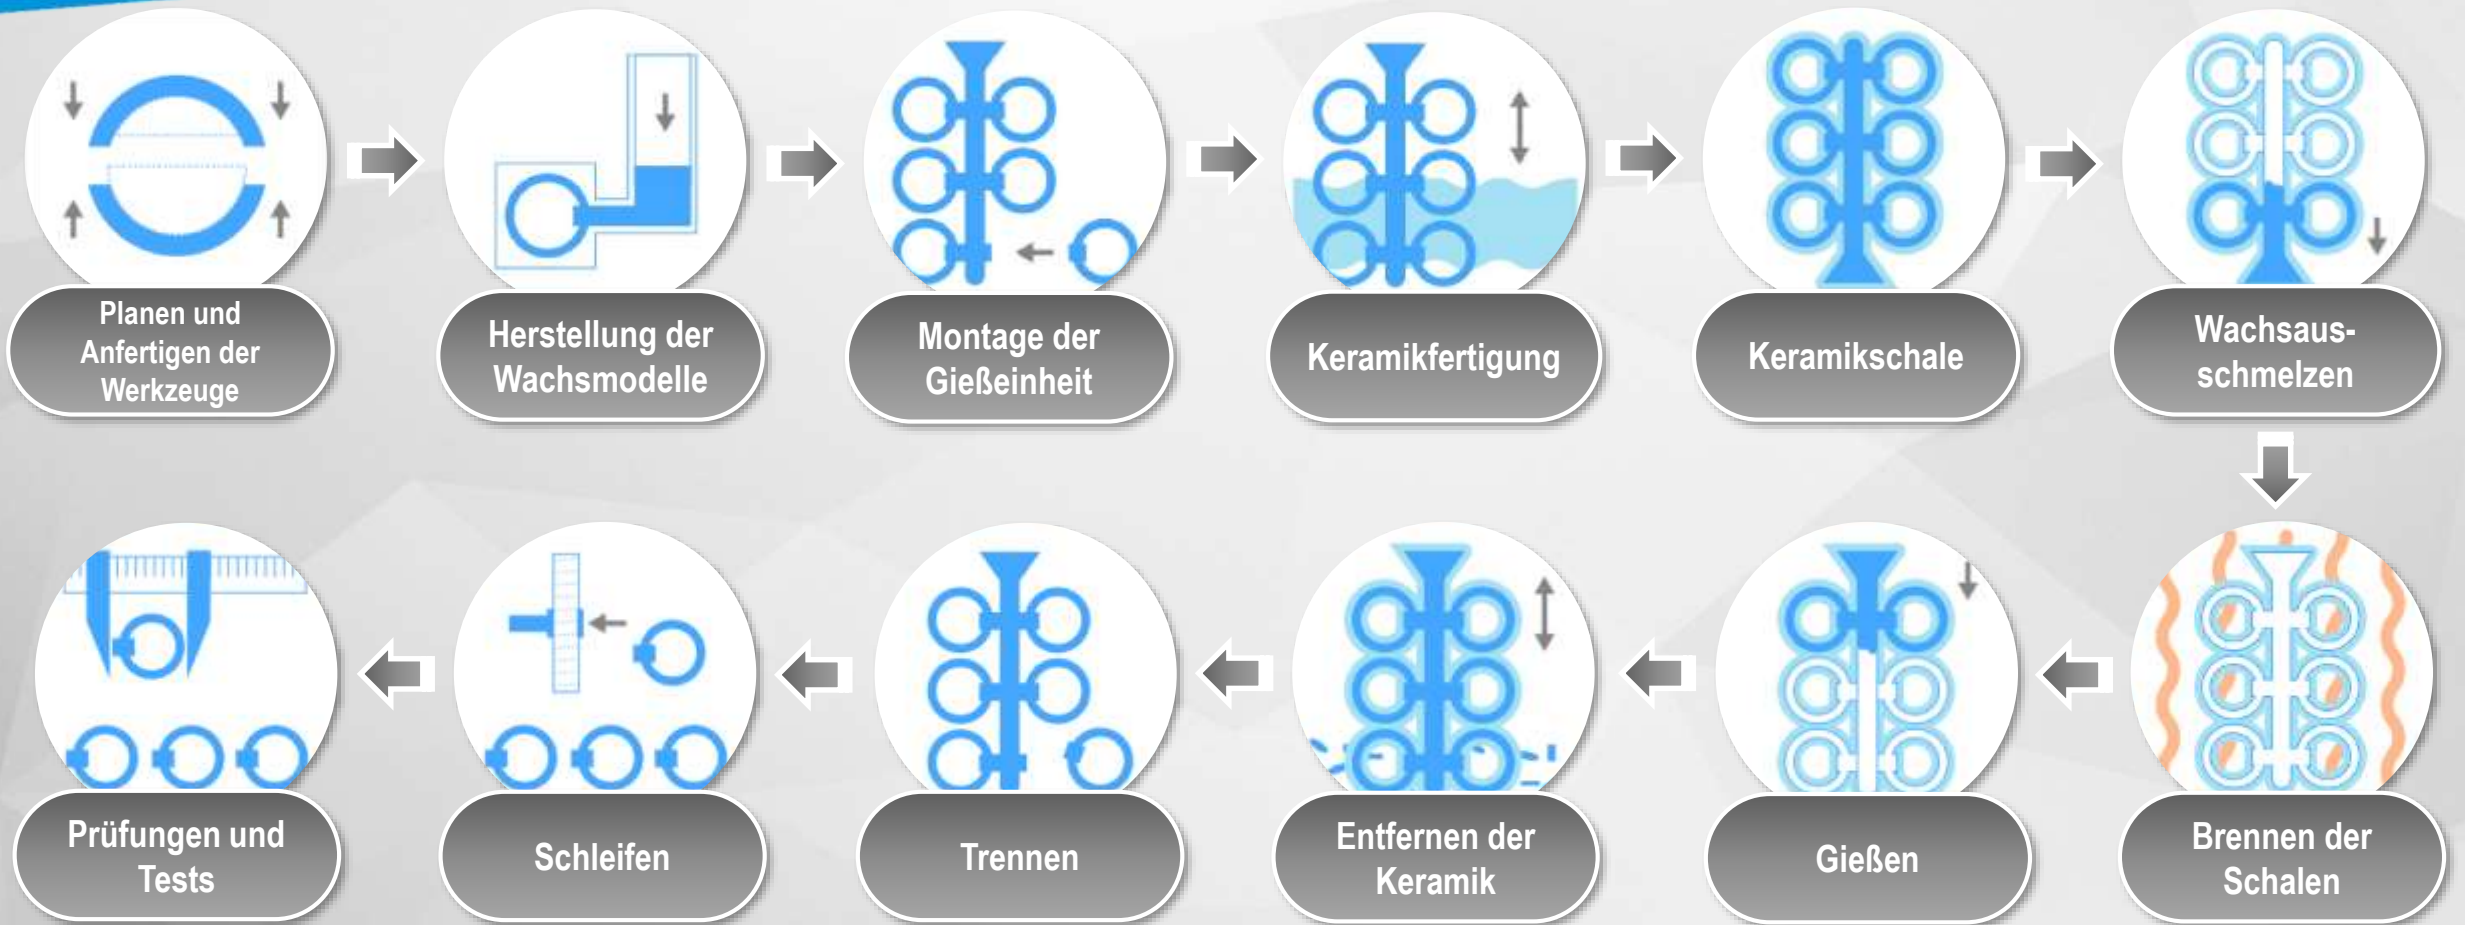 Planen und
Anfertigen der
Werkzeuge
Herstellung der
Wachsmodelle
Montage der
Gießeinheit
Keramikfertigung
Keramikschale
Wachsaus-
schmelzen
Brennen der
Schalen
Gießen
Entfernen der
Keramik
Trennen
Schleifen
Prüfungen und
Tests